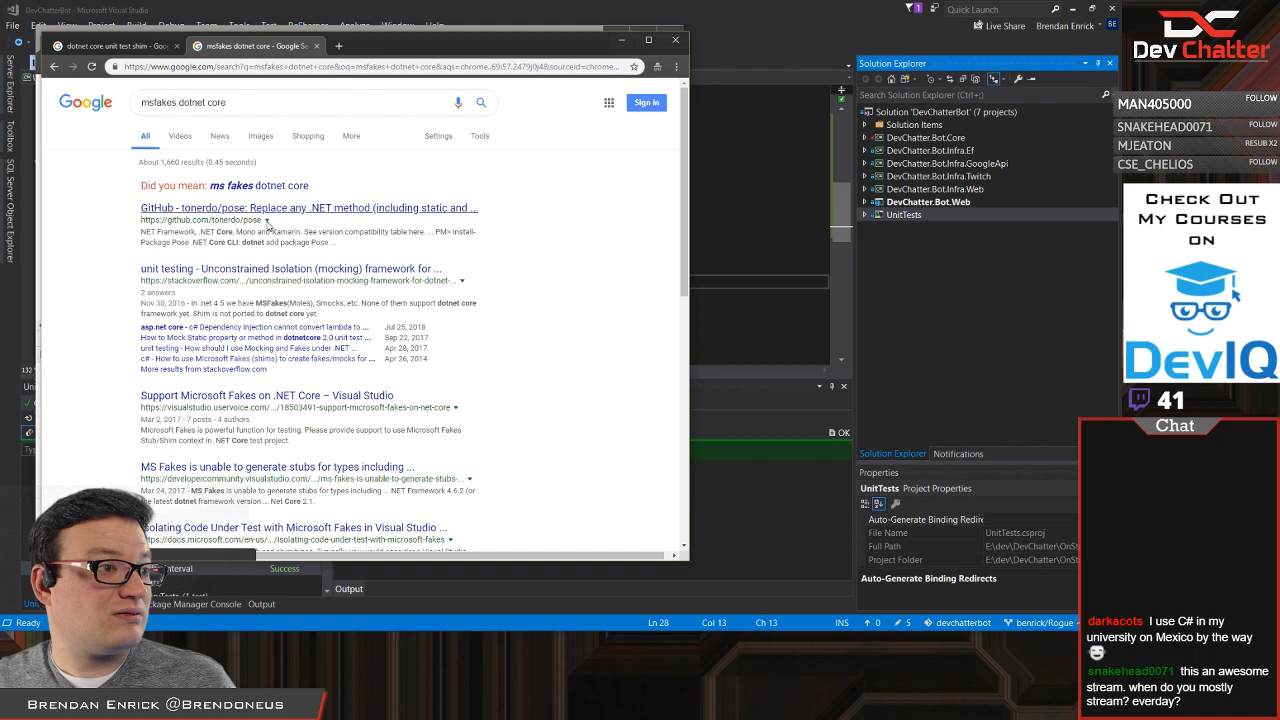 DevChatterBot - Microsoft Visual Studio
Quick Launch
File
Edit
View
Project
Build
Live Share
Brendan Enrick
BE
dotnet core unit test shim - Goo
msfakes dotnet core - Google Se
https://www.google.com/search?q=msfakes+dotnet+core&oq=msfakes+dotnet+core&aqs=chrome..69i57.2479j0j4&sourceid=chrome...
Google
msfakes dotnet core
Sign in
All
Videos
News
Images
Shopping
More
Settings
Tools
About 1,660 results (0.45 seconds)
Did you mean: ms fakes dotnet core
GitHub - tonerdo/pose: Replace any .NET method (including static and ...
https://github.com/tonerdo/pose
NET Framework, .NET Core, Mono and Xamarin. See version compatibility table here. ... PM> Install-
Package Pose .NET Core CLI: dotnet add package Pose ...
unit testing - Unconstrained Isolation (mocking) framework for ...
https://stackoverflow.com/.../unconstrained-isolation-mocking-framework-for-dotnet-...
2 answers
Nov 30, 2016 - In .net 4.5 we have MSFakes(Moles), Smocks, etc. None of them support dotnet core
framework yet. Shim is not ported to dotnet core yet.
asp.net core - c# Dependency injection cannot convert lambda to ... Jul 25, 2018
How to Mock Static property or method in dotnetcore 2.0 unit test ... Sep 22, 2017
unit testing - How should I use Mocking and Fakes under .NET ... Apr 28, 2017
c# - How to use Microsoft Fakes (shims) to create fakes/mocks for ... Apr 26, 2014
More results from stackoverflow.com
Support Microsoft Fakes on .NET Core – Visual Studio
https://visualstudio.uservoice.com/.../18503491-support-microsoft-fakes-on-net-core
Mar 2, 2017 - 7 posts - 4 authors
Microsoft Fakes is powerful function for testing. Please provide support to use Microsoft Fakes
Stub/Shim context in .NET Core test project.
MS Fakes is unable to generate stubs for types including ...
https://developercommunity.visualstudio.com/.../ms-fakes-is-unable-to-generate-stubs-...
Mar 24, 2017 - MS Fakes is unable to generate stubs for types including ... NET Framework 4.6.2 (or
the latest dotnet framework version ... Net Core 2.1.
Isolating Code Under Test with Microsoft Fakes in Visual Studio ...
https://docs.microsoft.com/en-us/.../isolating-code-under-test-with-microsoft-fakes
Server Explorer
Toolbox
SQL Server Object Explorer
OK
Interval
Success
Package Manager Console
Output
Output
Solution Explorer
Search Solution Explorer (Ctrl+;)
Solution 'DevChatterBot' (7 projects)
Solution Items
DevChatter.Bot.Core
DevChatter.Bot.Infra.Ef
DevChatter.Bot.Infra.GoogleApi
DevChatter.Bot.Infra.Twitch
DevChatter.Bot.Infra.Web
DevChatter.Bot.Web
UnitTests
Solution Explorer
Notifications
Properties
UnitTests Project Properties
Auto-Generate Binding Redire
File Name UnitTests.csproj
Full Path E:\dev\DevChatter\OnSt
Project Folder E:\dev\DevChatter\OnSt
Auto-Generate Binding Redirects
Ready
Ln 28
Col 13
Ch 13
INS
0
5
devchatterbot
benrick/Rogue
DC
Dev Chatter
MAN405000 FOLLOW
SNAKEHEAD0071 FOLLOW
MJEATON RESUB X2
CSE_CHELIOS FOLLOW
Check Out
My Courses
on
DevIQ
41
Chat
darkacots I use C# in my
university on Mexico by the
way
snakehead0071 this an awesome
stream. when do you mostly
stream? everday?
Brendan Enrick @Brendoneus